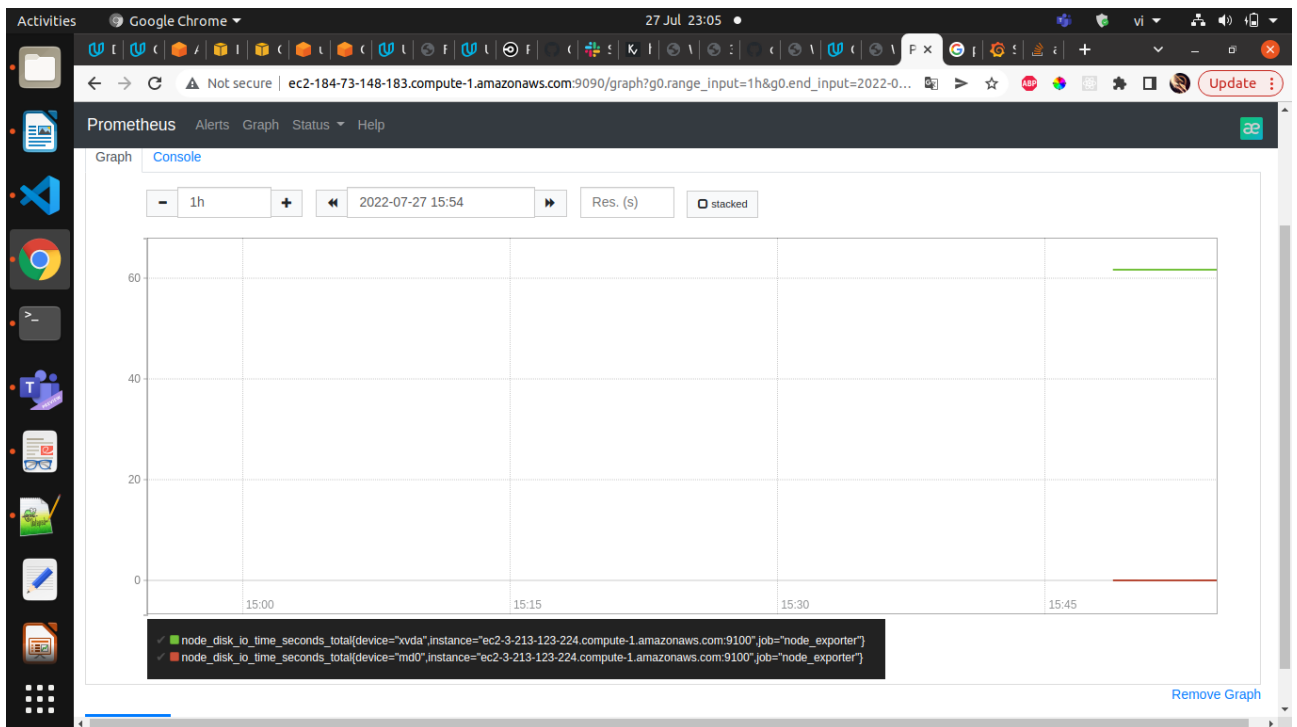 Activities Google Chrome 27 Jul 23:05 vi
Not secure ec2-184-73-148-183.compute-1.amazonaws.com:9090/graph?g0.range_input=1h&g0.end_input=2022-0... Update
Prometheus Alerts Graph Status Help
Graph Console
1h 2022-07-27 15:54 Res. (s) stacked
60
40
20
0
15:00 15:15 15:30 15:45
node_disk_io_time_seconds_total{device="xvda",instance="ec2-3-213-123-224.compute-1.amazonaws.com:9100",job="node_exporter"}
node_disk_io_time_seconds_total{device="md0",instance="ec2-3-213-123-224.compute-1.amazonaws.com:9100",job="node_exporter"}
Remove Graph